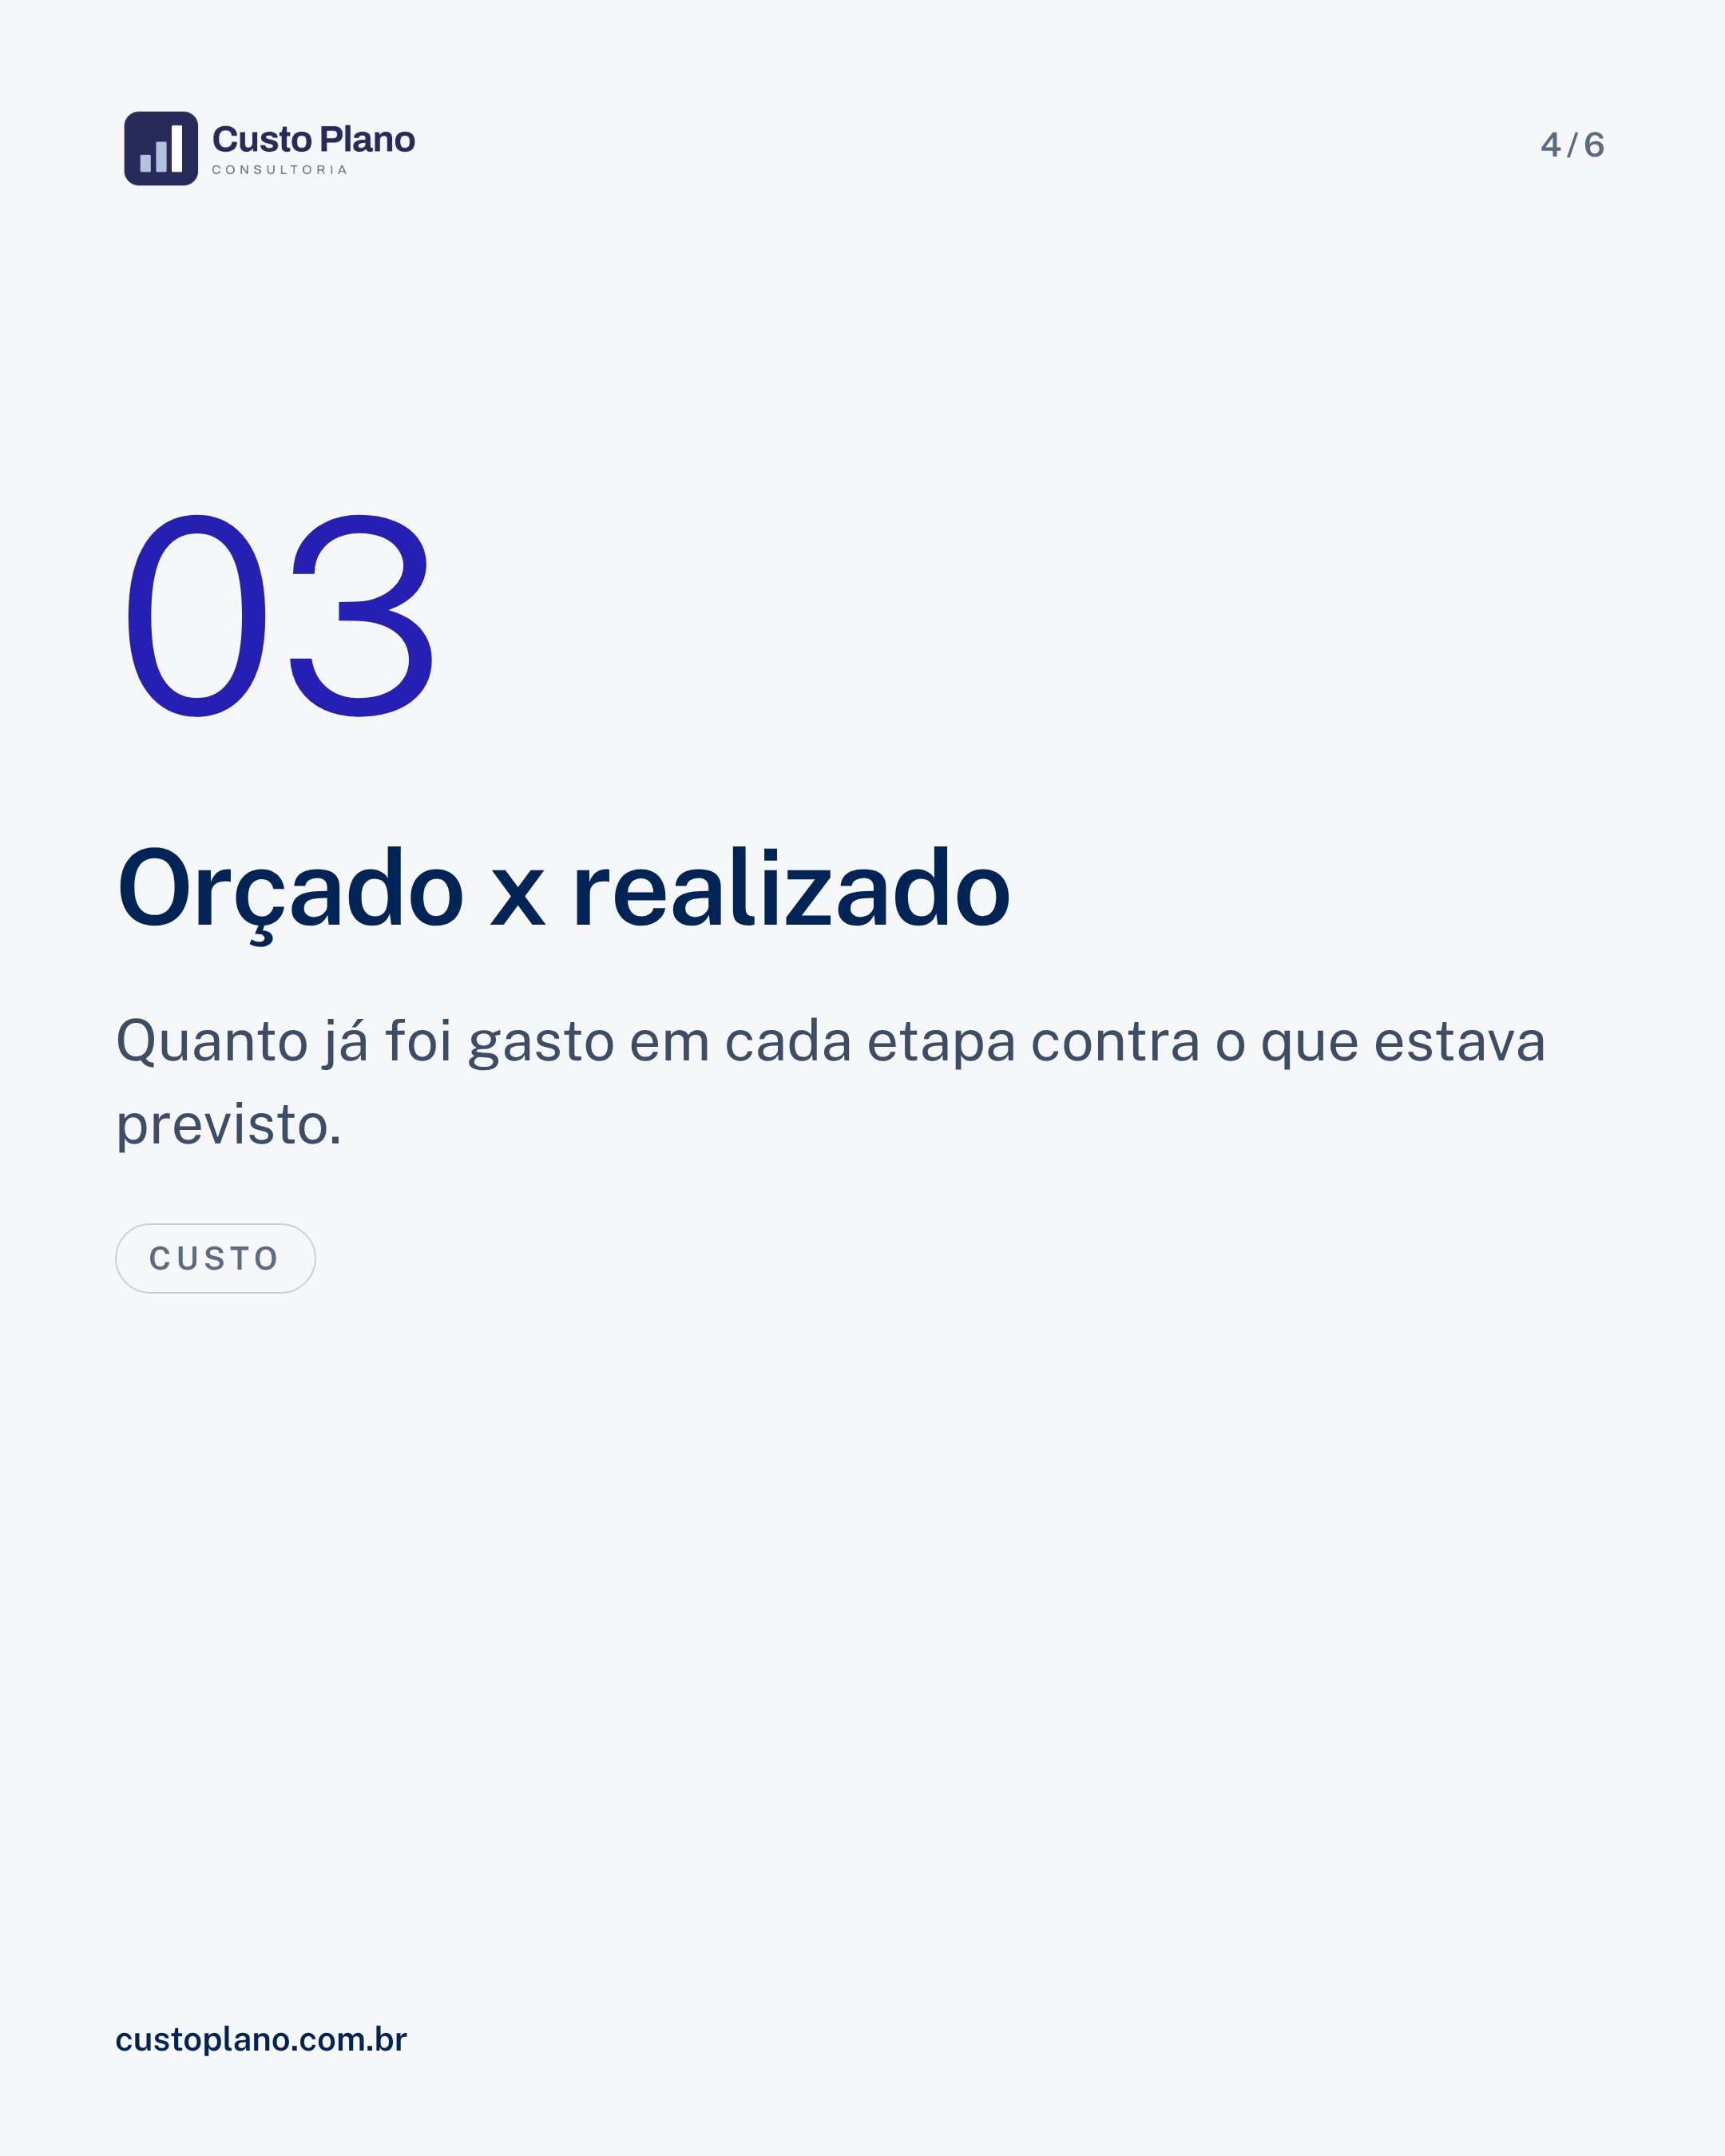 Custo Plano
CONSULTORIA
4/6
03
Orçado x realizado
Quanto já foi gasto em cada etapa contra o que estava
previsto.
CUSTO
custoplano.com.br